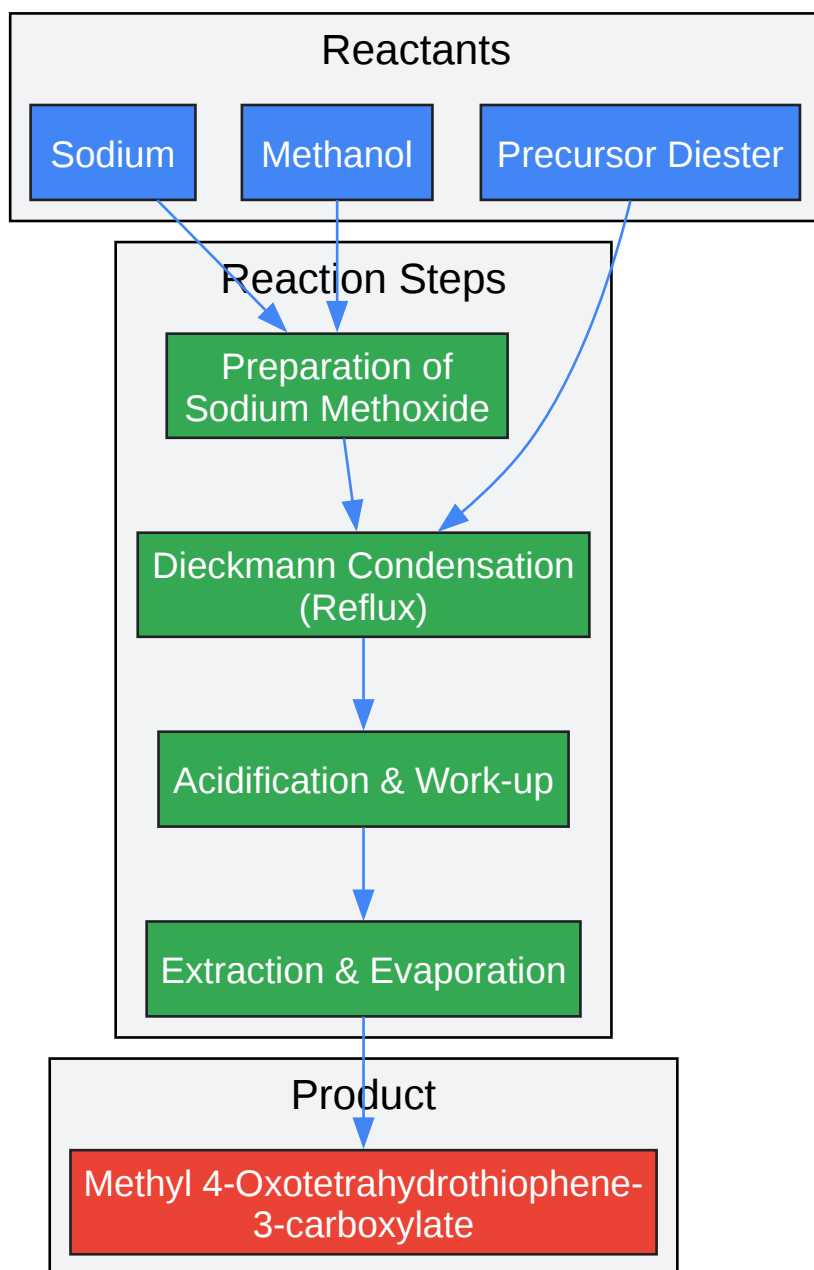 Reactants
Sodium
Methanol
Precursor Diester
Reaction Steps
Preparation of
Sodium Methoxide
Dieckmann Condensation
(Reflux)
Acidification & Work-up
Extraction & Evaporation
Product
Methyl 4-Oxotetrahydrothiophene-
3-carboxylate